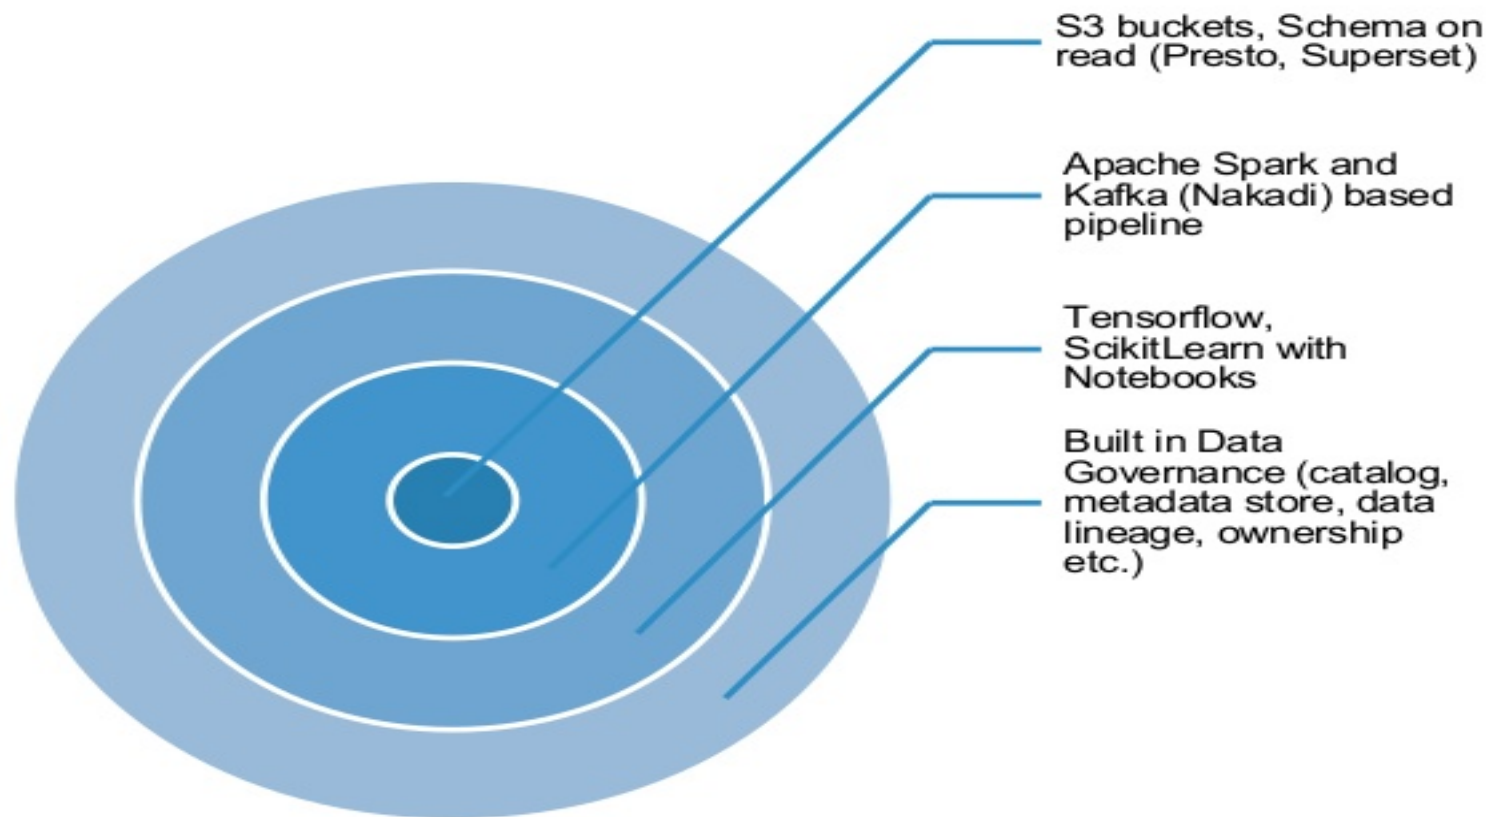 S3 buckets, Schema on
read (Presto, Superset)
Apache Spark and
Kafka (Nakadi) based
pipeline
Tensorflow,
ScikitLearn with
Notebooks
Built in Data
Governance (catalog,
metadata store, data
lineage, ownership
etc.)